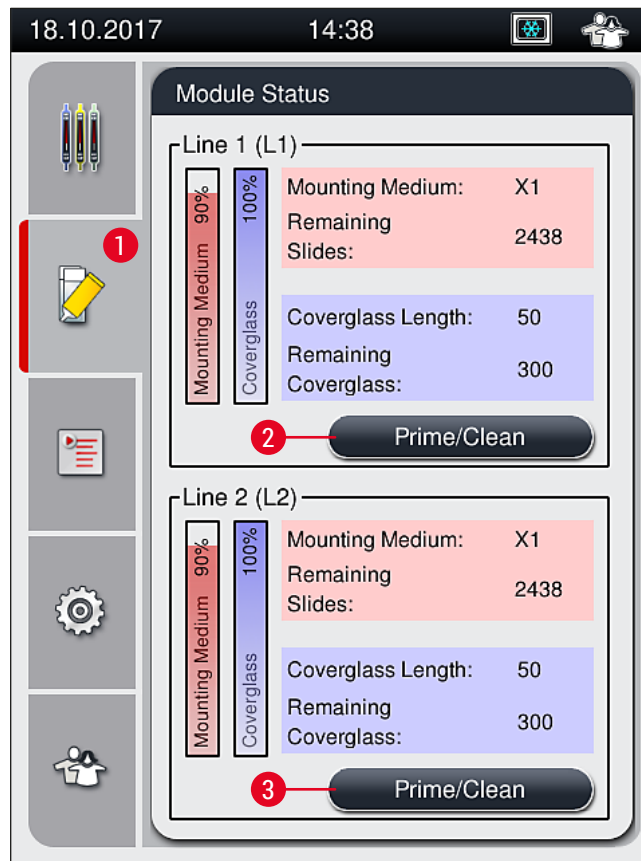 18.10.2017 14:38
Module Status
Line 1 (L1)
Mounting Medium 90%
Coverglass 100%
Mounting Medium: X1
Remaining
Slides: 2438
Coverglass Length: 50
Remaining
Coverglass: 300
1
2
Prime/Clean
Line 2 (L2)
Mounting Medium 90%
Coverglass 100%
Mounting Medium: X1
Remaining
Slides: 2438
Coverglass Length: 50
Remaining
Coverglass: 300
3
Prime/Clean